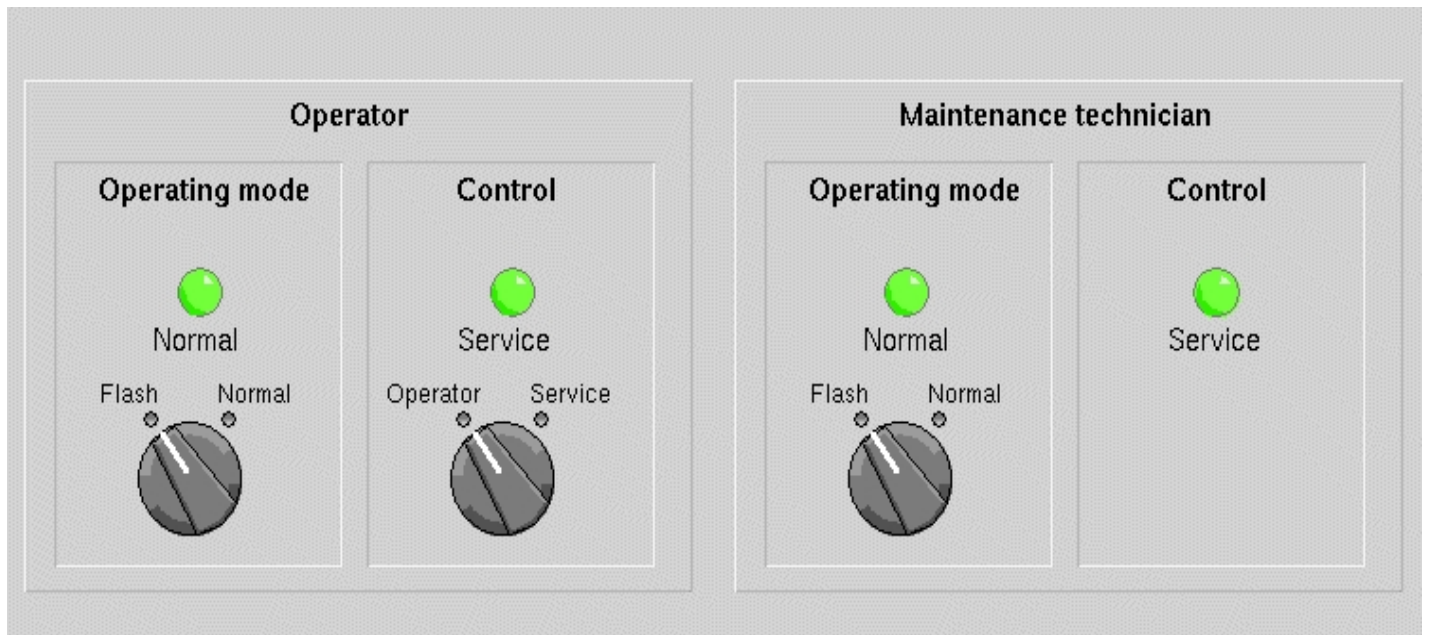 Operator
Operating mode
Control
Normal
Service
Flash Normal
Operator Service
Maintenance technician
Operating mode
Control
Normal
Service
Flash Normal